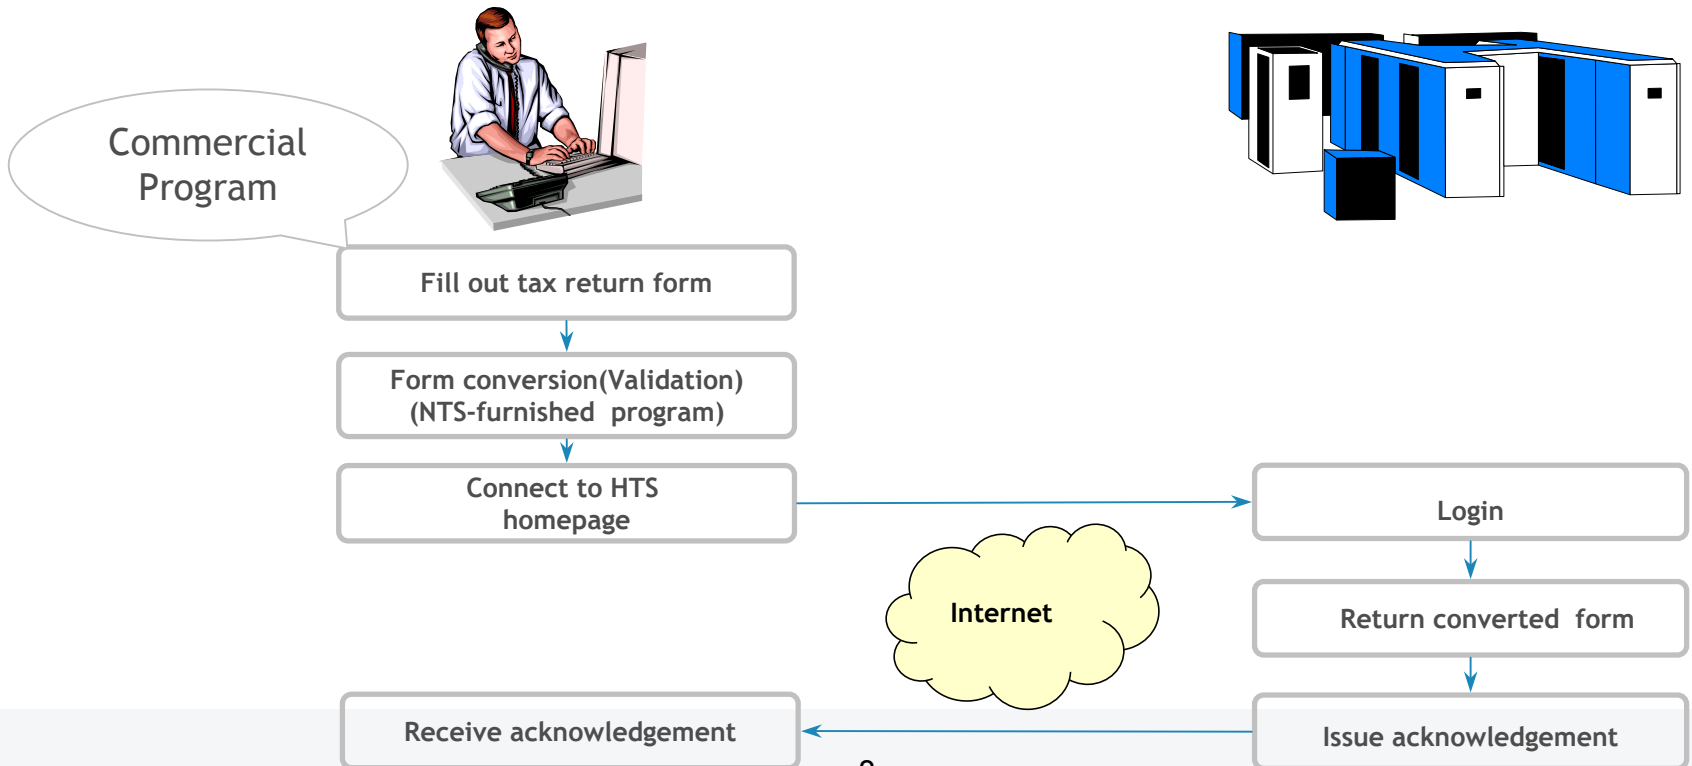 Commercial
Program
Fill out tax return form
Form conversion(Validation)
(NTS-furnished program)
Connect to HTS
homepage
Login
Internet
Return converted form
Receive acknowledgement
Issue acknowledgement